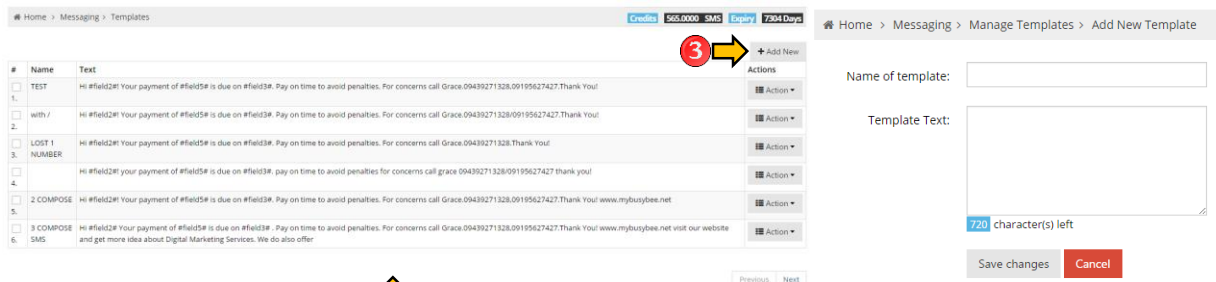 Home > Messaging > Templates
Credits 565.0000 SMS Expiry 7304 Days
3
+ Add New
# Name Text Actions
1. TEST Hi #field2#! Your payment of #field5# is due on #field3#. Pay on time to avoid penalties. For concerns call Grace.09439271328,09195627427.Thank You! Action
2. with / Hi #field2#! Your payment of #field5# is due on #field3#. Pay on time to avoid penalties. For concerns call Grace.09439271328/09195627427.Thank You!
Action
3. LOST 1 NUMBER Hi #field2#! Your payment of #field5# is due on #field3#. Pay on time to avoid penalties. For concerns call Grace.09439271328.Thank You! Action
4. Hi #field2#! your payment of #field5# is due on #field3#. pay on time to avoid penalties for concerns call grace 09439271328/09195627427 thank you! Action
5. 2 COMPOSE Hi #field2#! Your payment of #field5# is due on #field3#. Pay on time to avoid penalties. For concerns call Grace.09439271328,09195627427.Thank You! www.mybusybee.net Action
6. 3 COMPOSE SMS Hi #field2# Your payment of #field5# is due on #field3# . Pay on time to avoid penalties. For concerns call Grace.09439271328,09195627427.Thank You! www.mybusybee.net visit our website
and get more idea about Digital Marketing Services. We do also offer
Action
Previous Next
Home > Messaging > Manage Templates > Add New Template
Name of template:
Template Text:
720 character(s) left
Save changes Cancel